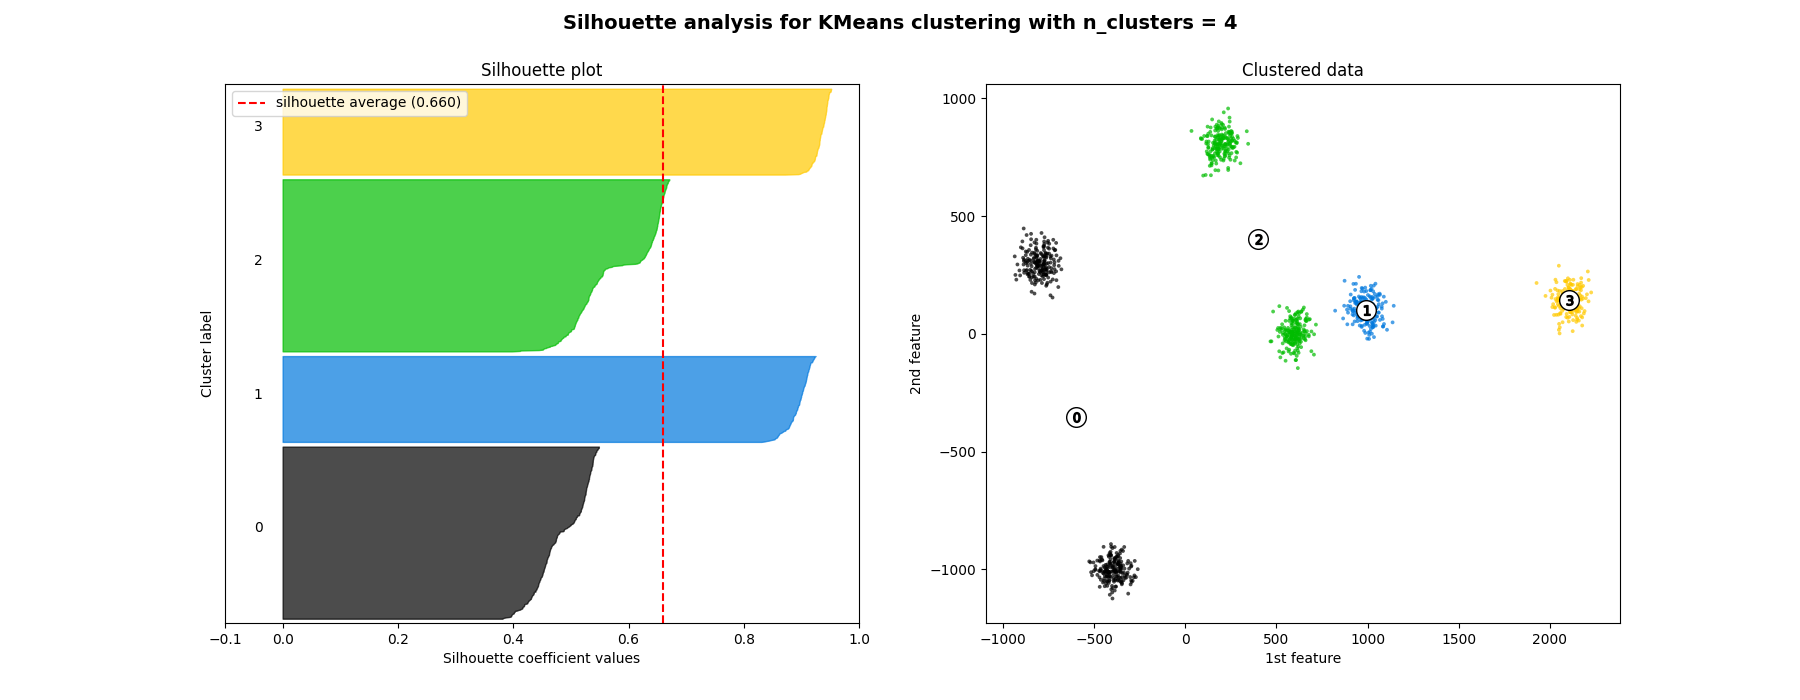 Silhouette analysis for KMeans clustering with n_clusters = 4
Silhouette plot
silhouette average (0.660)
3
2
1
0
Cluster label
−0.1 0.0 0.2 0.4 0.6 0.8 1.0
Silhouette coefficient values
Clustered data
1000
500
0
−500
−1000
2nd feature
2
1
3
0
−1000 −500 0 500 1000 1500 2000
1st feature